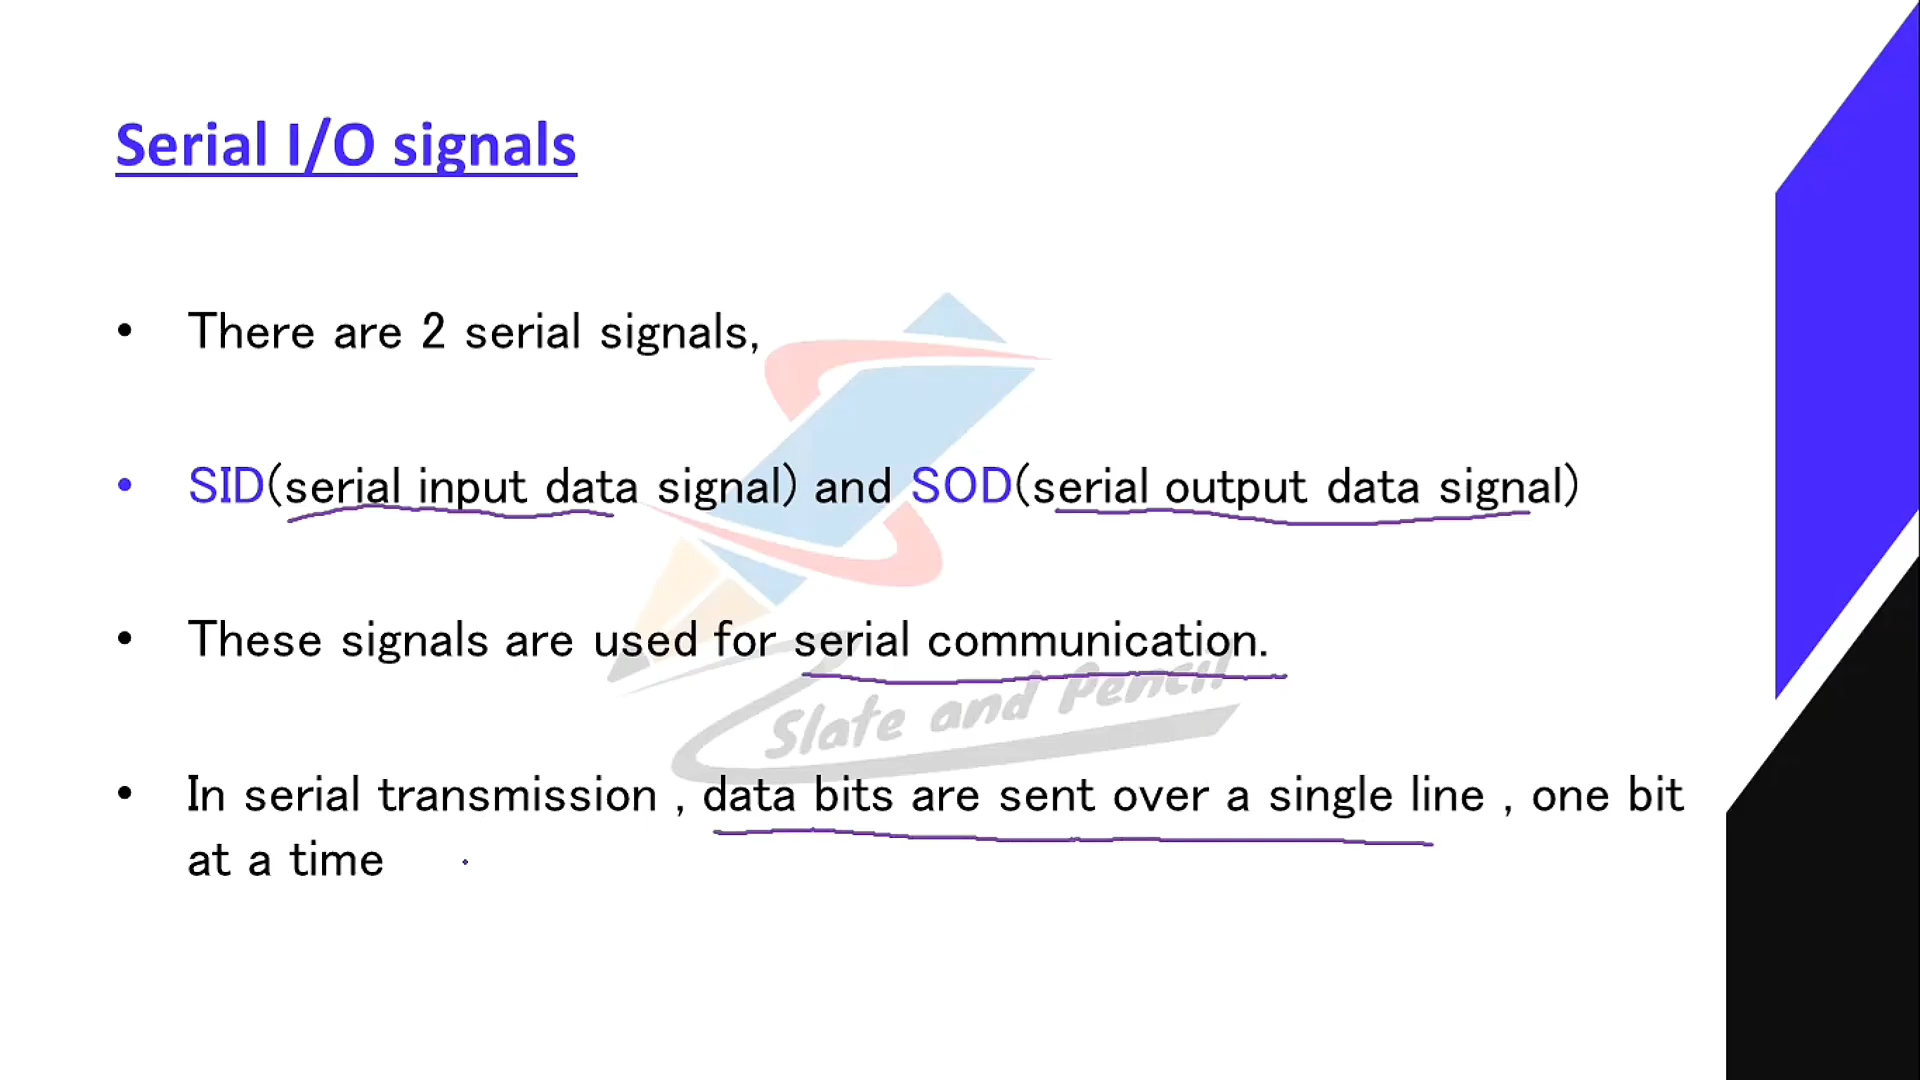 Serial I/O signals
• There are 2 serial signals,
• SID(serial input data signal) and SOD(serial output data signal)
• These signals are used for serial communication.
Slate and Pencil
• In serial transmission , data bits are sent over a single line , one bit
at a time